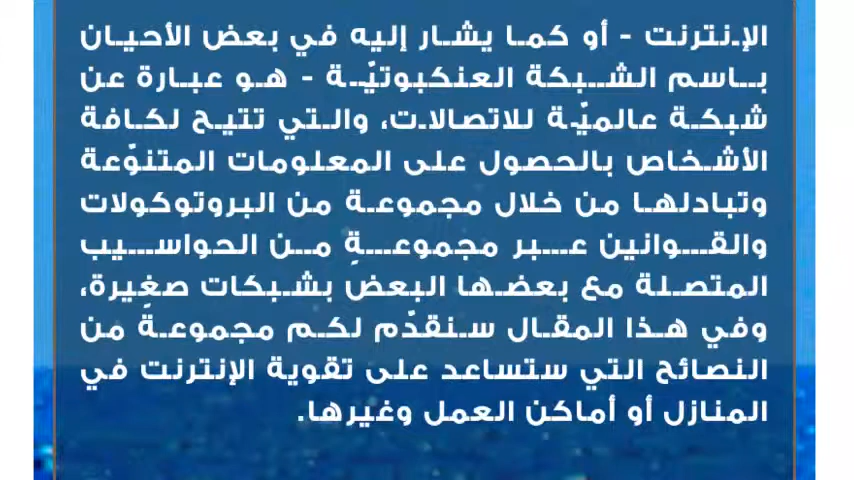 الإنترنت - أو كما يشار إليه في بعض الأحيان
باسم الشبكة العنكبوتيّة - هو عبارة عن
شبكة عالميّة للاتصالات، والتي تتيح لكافة
الأشخاص بالحصول على المعلومات المتنوّعة
وتبادلها من خلال مجموعة من البروتوكولات
والقوانين عبر مجموعةِ من الحواسيب
المتصلة مع بعضها البعض بشبكات صغيرة،
وفي هذا المقال سنقدّم لكم مجموعةً من
النصائح التي ستساعد على تقوية الإنترنت في
المنازل أو أماكن العمل وغيرها.